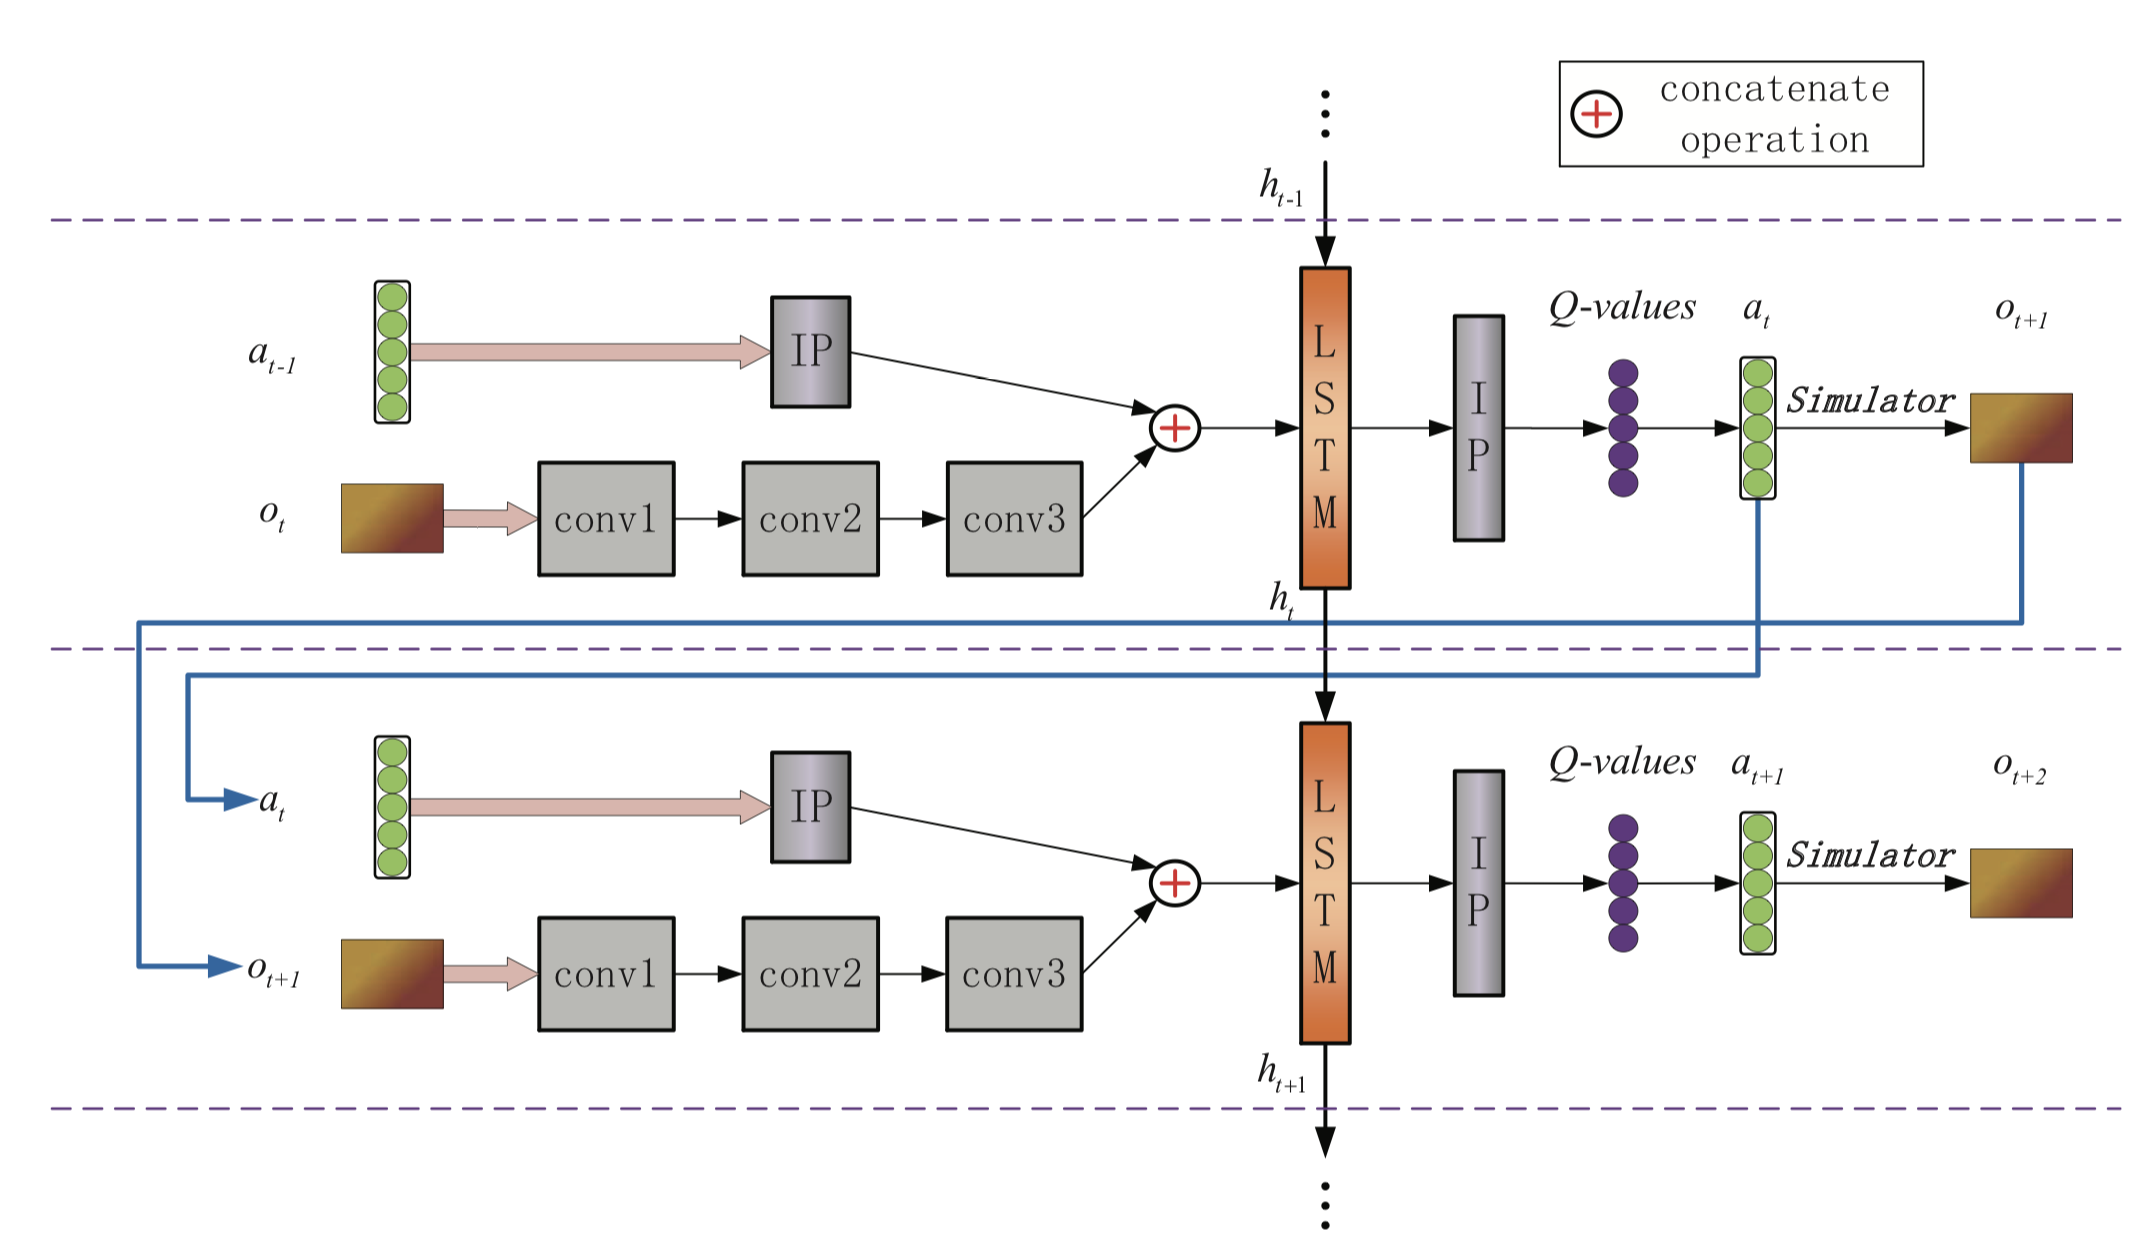 concatenate
operation
h_{t-1}
a_{t-1}
IP
o_t
conv1
conv2
conv3
LSTM
IP
Q-values
a_t
Simulator
o_{t+1}
h_t
a_t
IP
o_{t+1}
conv1
conv2
conv3
LSTM
IP
Q-values
a_{t+1}
Simulator
o_{t+2}
h_{t+1}